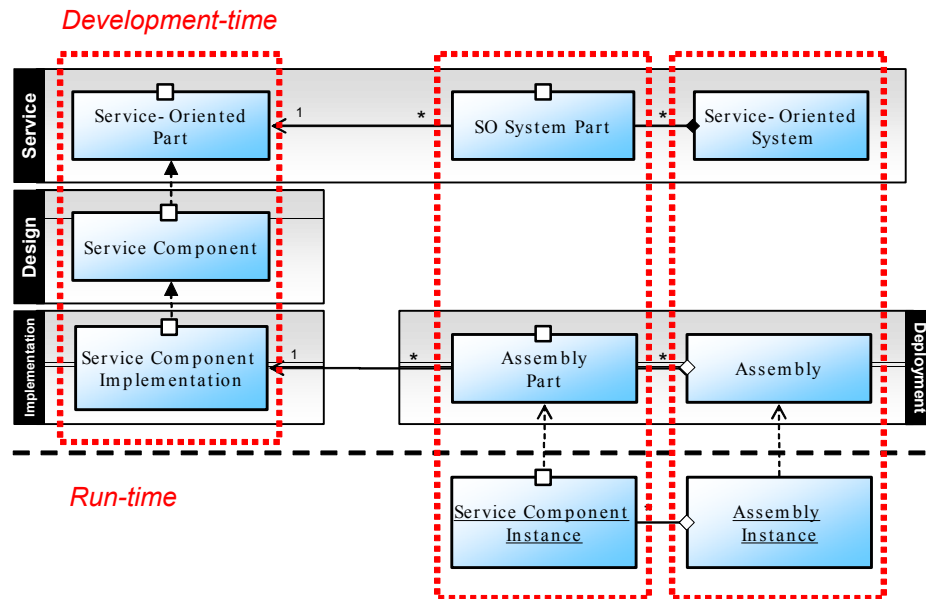 Development-time
Service
Service- Oriented
Part
1
*
SO System Part
*
Service- Oriented
System
Design
Service Component
Implementation
Service Component
Implementation
1
*
Assembly
Part
*
Assembly
Deployment
Run-time
Service Component
Instance
Assembly
Instance